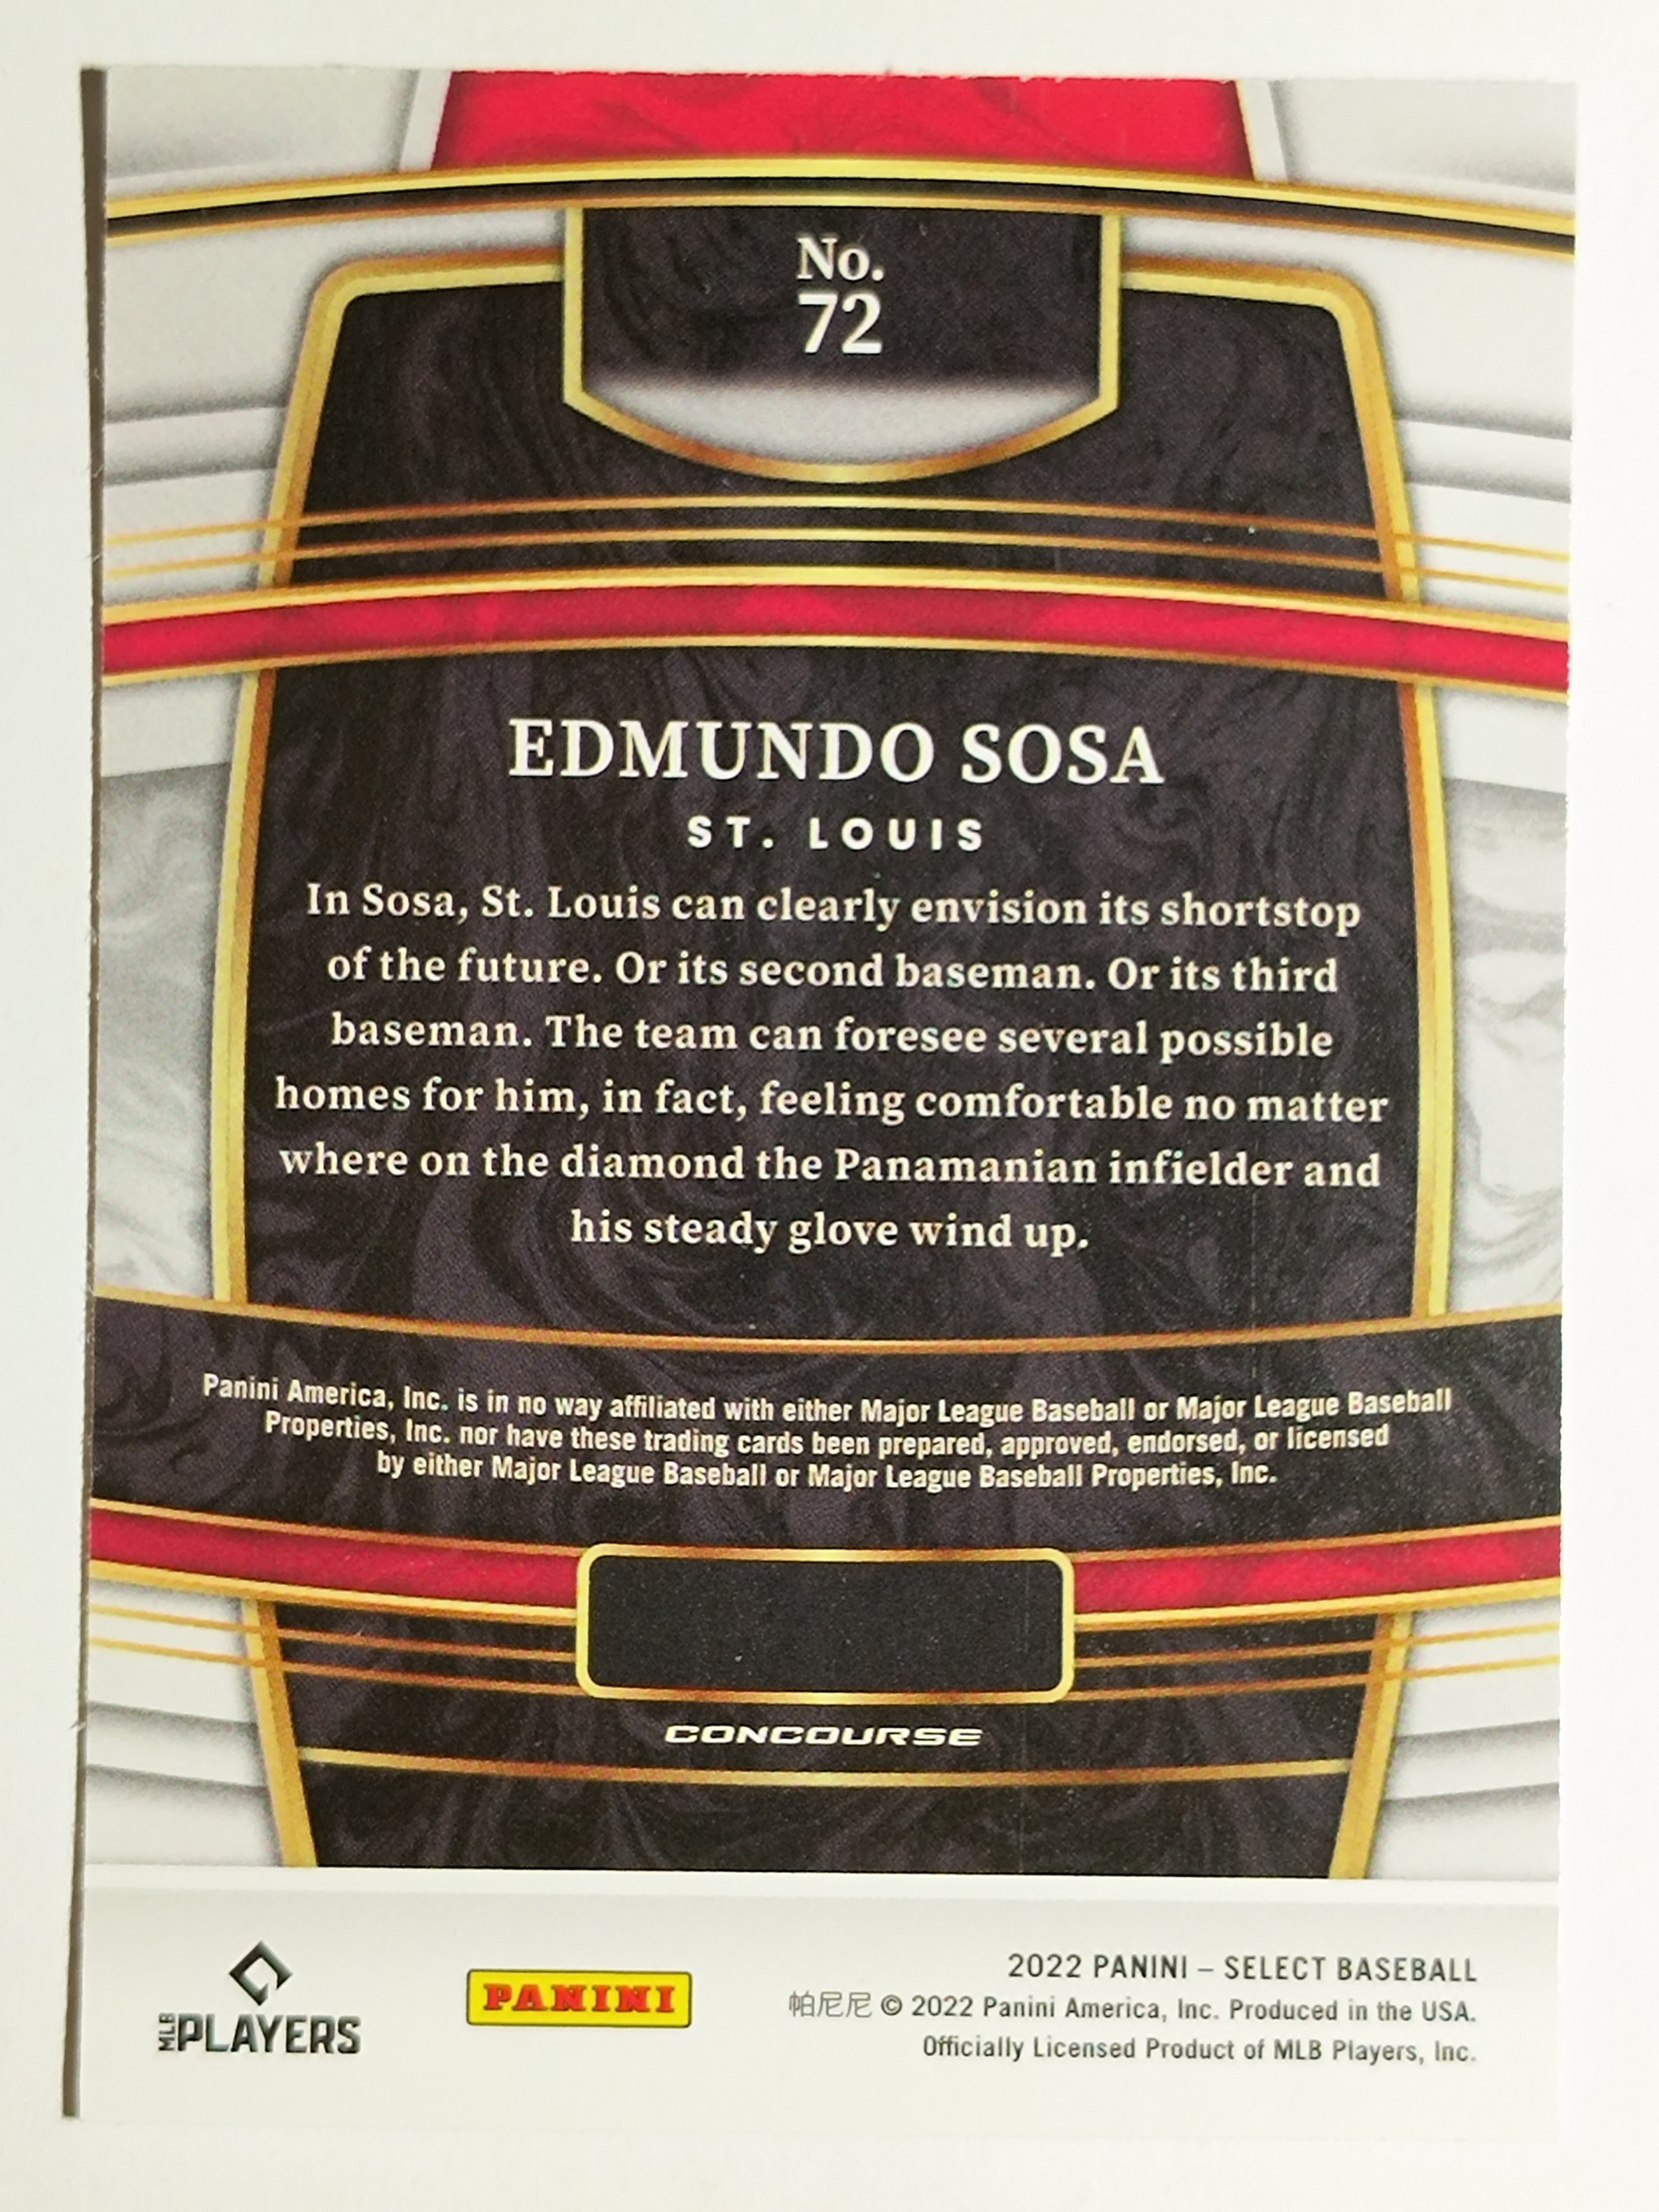 No.
72
EDMUNDO SOSA
ST. LOUIS
In Sosa, St. Louis can clearly envision its shortstop
of the future. Or its second baseman. Or its third
baseman. The team can foresee several possible
homes for him, in fact, feeling comfortable no matter
where on the diamond the Panamanian infielder and
his steady glove wind up.
Panini America, Inc. is in no way affiliated with either Major League Baseball or Major League Baseball
Properties, Inc. nor have these trading cards been prepared, approved, endorsed, or licensed
by either Major League Baseball or Major League Baseball Properties, Inc.
CONCOURSE
MLB PLAYERS
PANINI
2022 PANINI – SELECT BASEBALL
帕尼尼 © 2022 Panini America, Inc. Produced in the USA.
Officially Licensed Product of MLB Players, Inc.